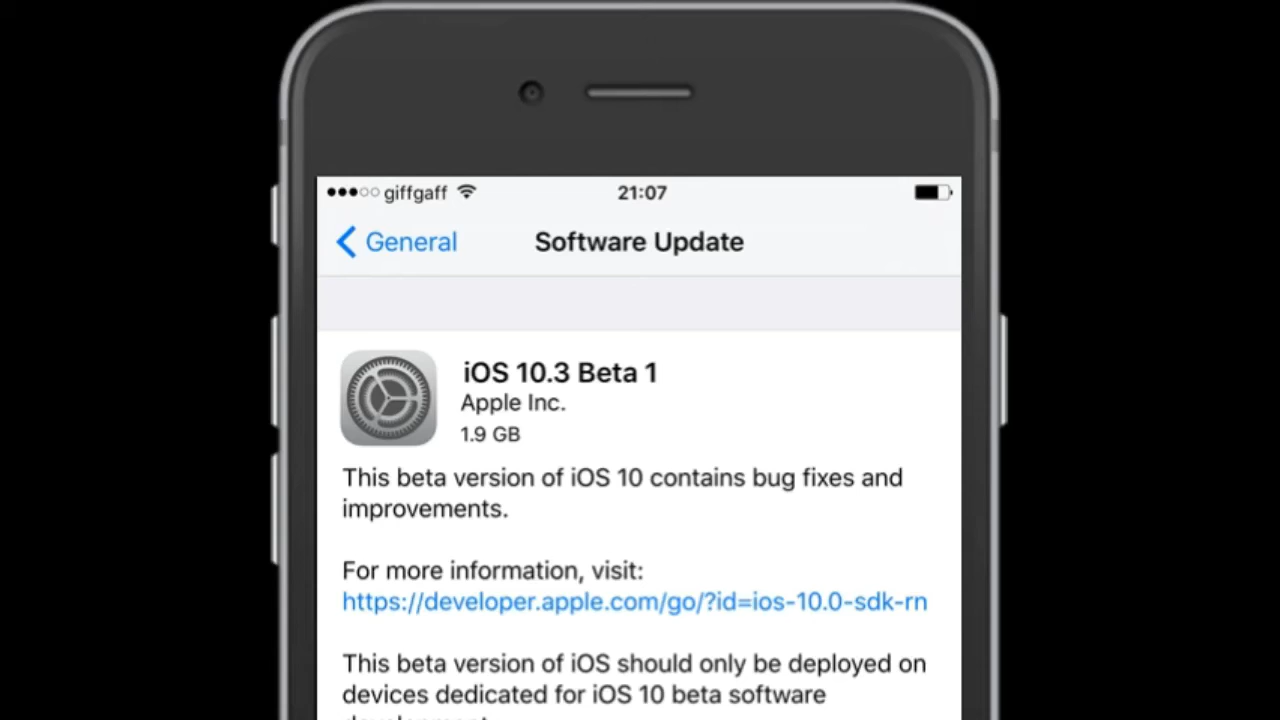 giffgaff 21:07
General Software Update
iOS 10.3 Beta 1
Apple Inc.
1.9 GB
This beta version of iOS 10 contains bug fixes and
improvements.
For more information, visit:
https://developer.apple.com/go/?id=ios-10.0-sdk-rn
This beta version of iOS should only be deployed on
devices dedicated for iOS 10 beta software